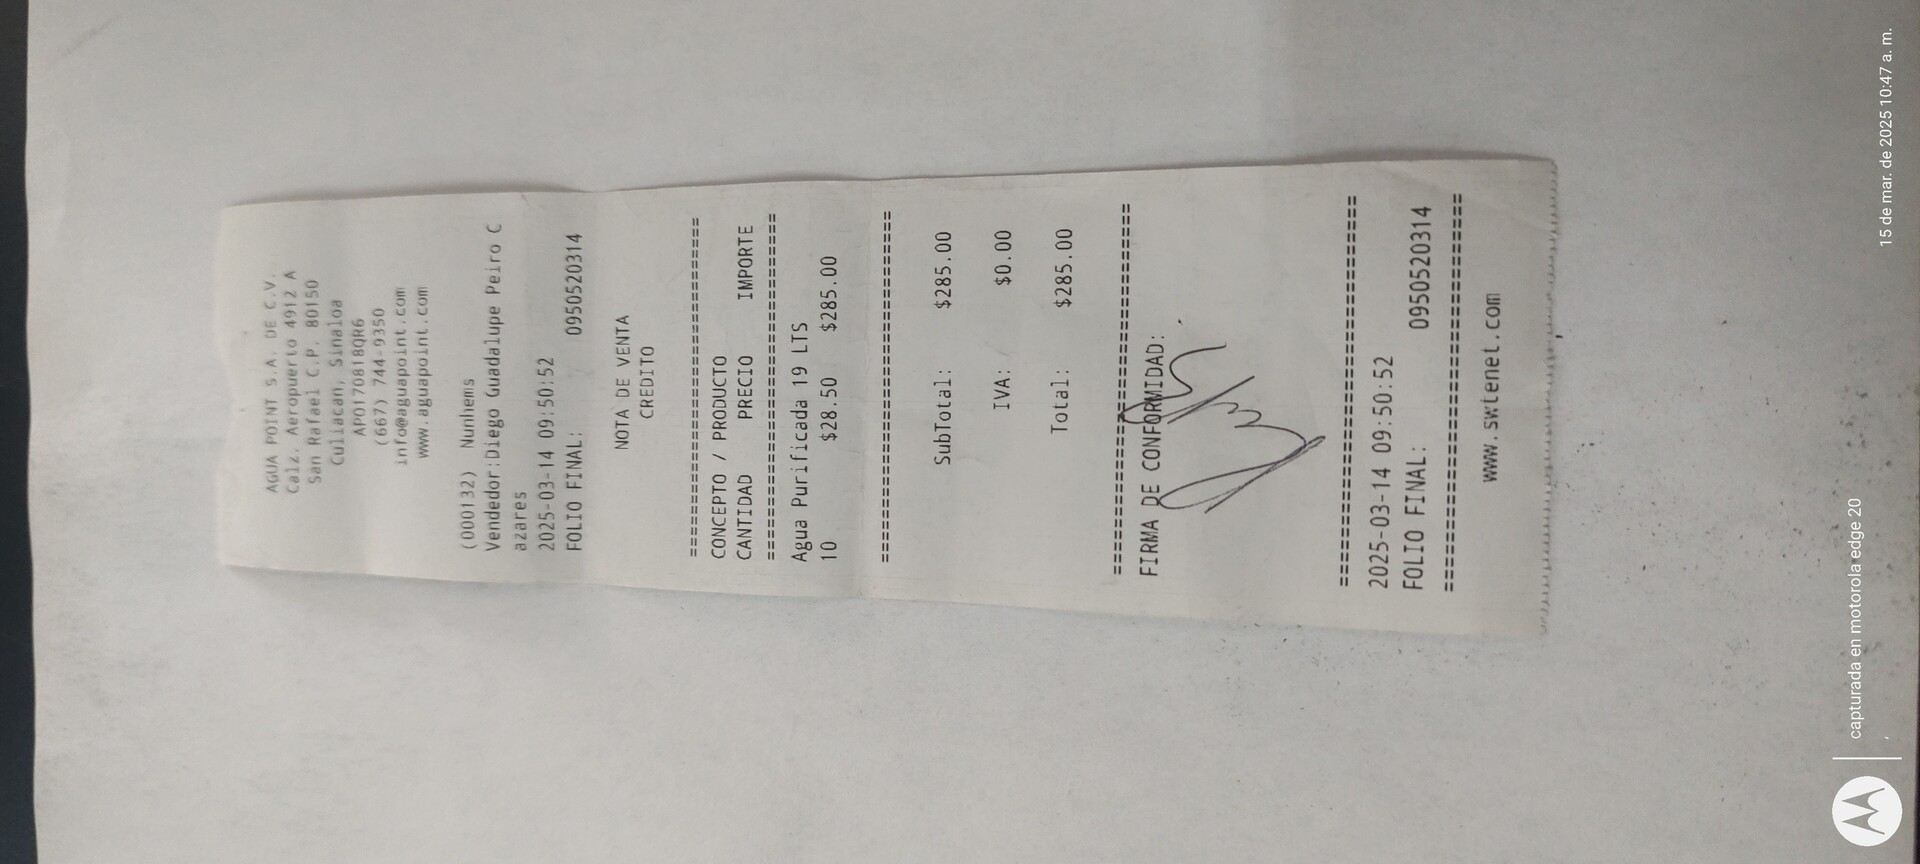 AGUA POINT S.A. DE C.V.
Calz. Aeropuerto 4912 A
San Rafael C.P. 80150
Culiacan, Sinaloa
APO170818QR6
(667) 744-9350
info@aguapoint.com
www.aguapoint.com
(000132) Nunhems
Vendedor:Diego Guadalupe Peiro C
azares
2025-03-14 09:50:52
FOLIO FINAL: 0950520314
NOTA DE VENTA
CREDITO
==================================
CONCEPTO / PRODUCTO
CANTIDAD PRECIO IMPORTE
==================================
Agua Purificada 19 LTS
10 $28.50 $285.00
==================================
SubTotal: $285.00
IVA: $0.00
Total: $285.00
==================================
FIRMA DE CONFORMIDAD:
==================================
2025-03-14 09:50:52
FOLIO FINAL: 0950520314
==================================
www.swtenet.com
capturada en motorola edge 20
15 de mar. de 2025 10:47 a. m.